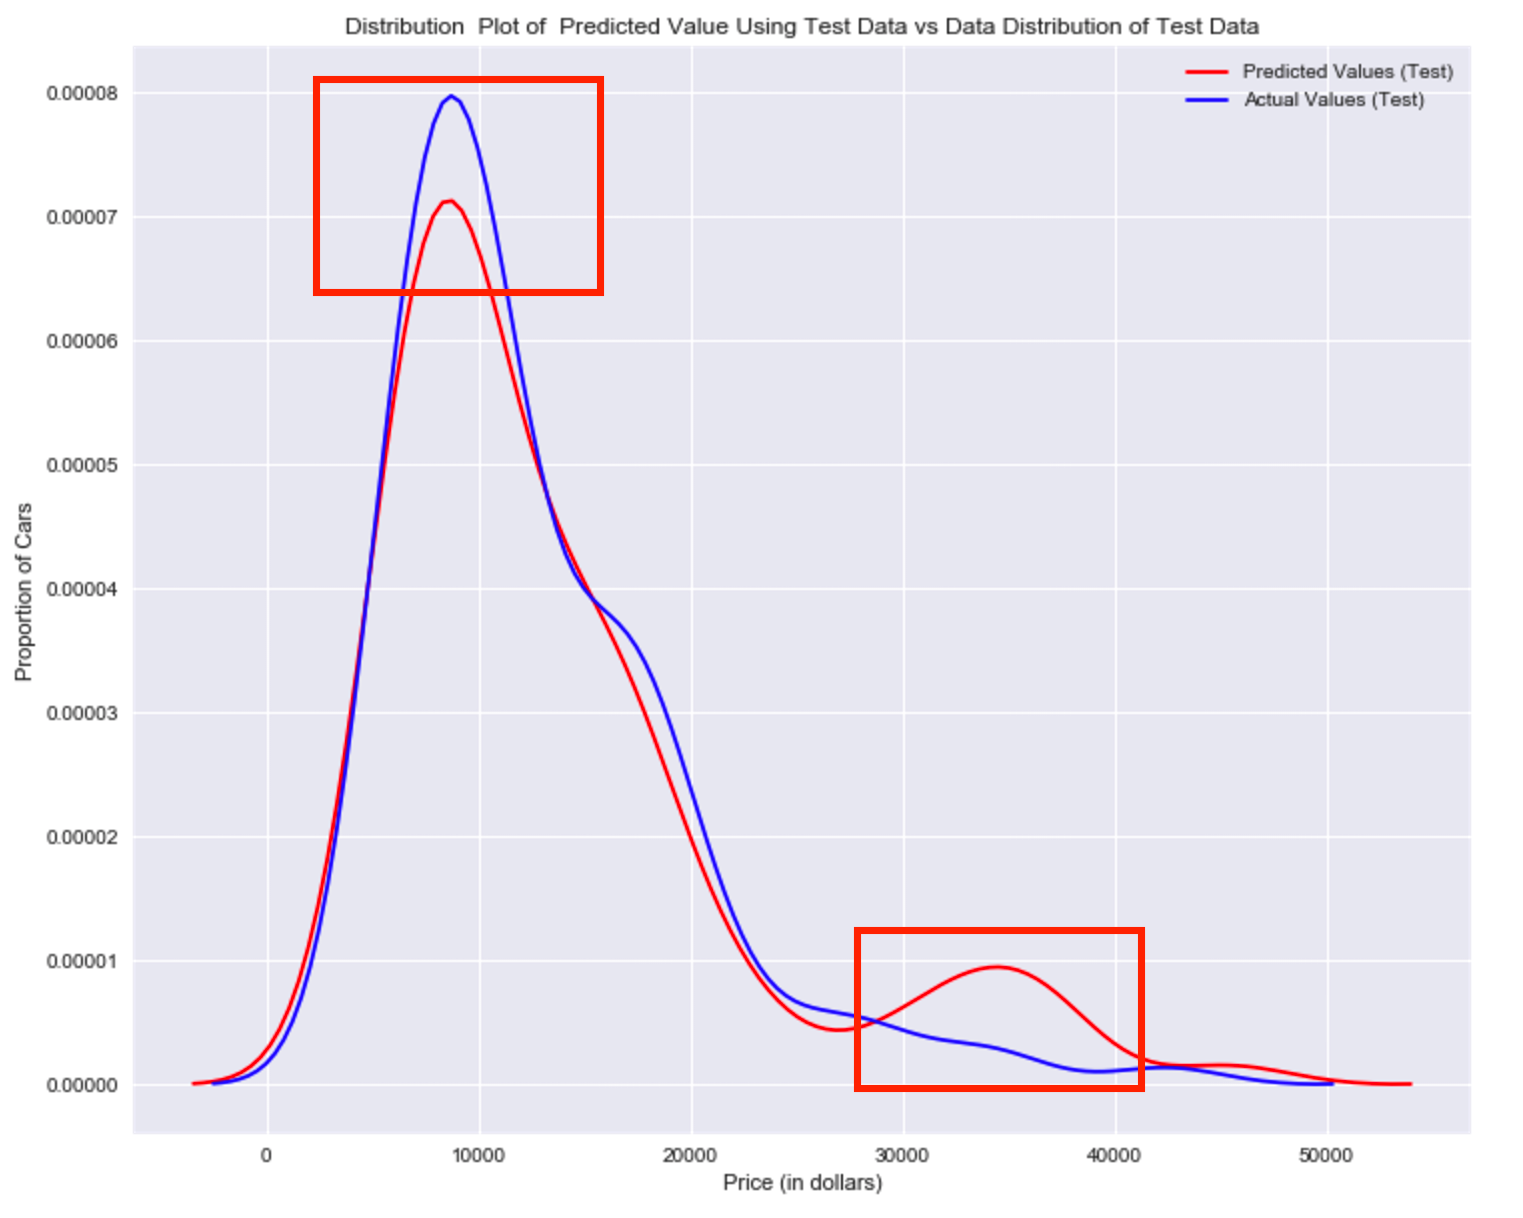 Distribution  Plot of  Predicted Value Using Test Data vs Data Distribution of Test Data
Predicted Values (Test)
Actual Values (Test)
0.00008
0.00007
0.00006
0.00005
0.00004
0.00003
0.00002
0.00001
0.00000
Proportion of Cars
0 10000 20000 30000 40000 50000
Price (in dollars)